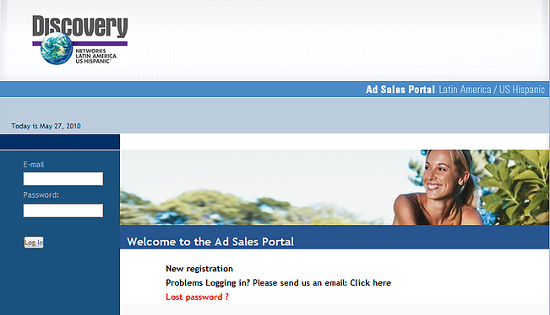 Discovery
NETWORKS
LATIN AMERICA
US HISPANIC
Ad Sales Portal Latin America / US Hispanic
Today is May 27, 2010
E-mail
Password:
Log In
Welcome to the Ad Sales Portal
New registration
Problems Logging in? Please send us an email: Click here
Lost password ?